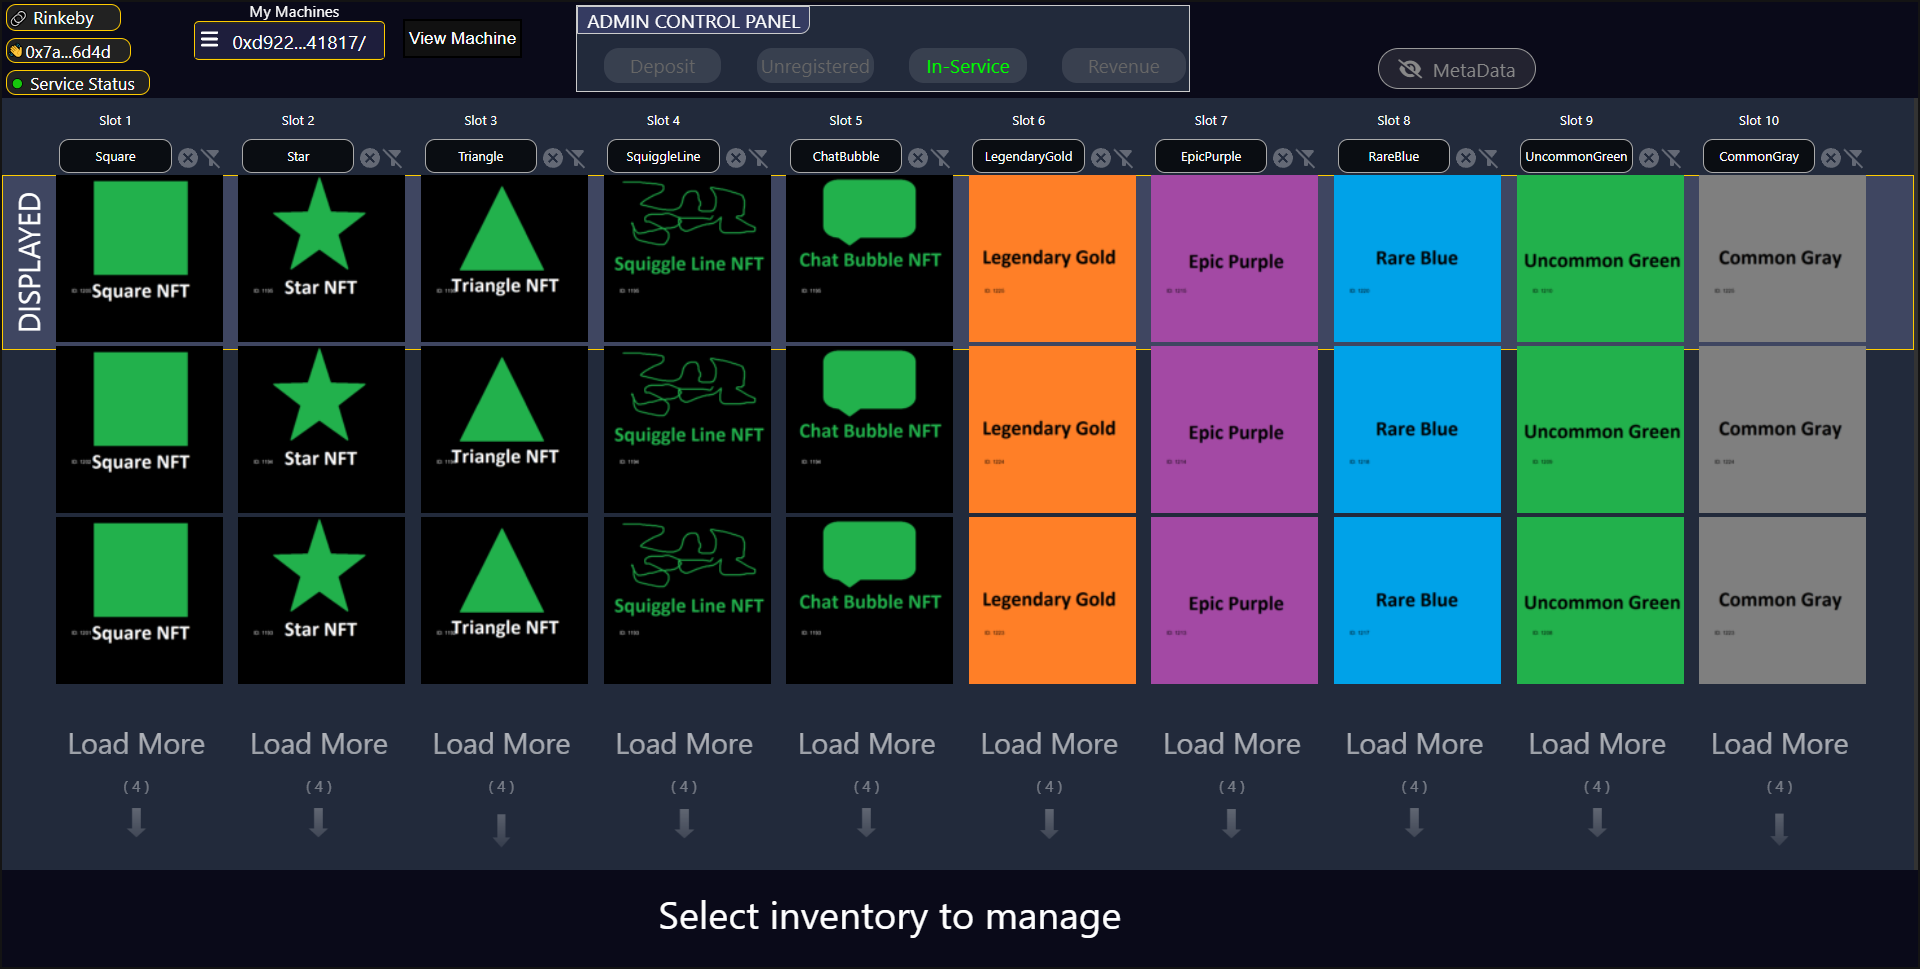 Rinkeby
0x7a...6d4d
Service Status
My Machines
0xd922...41817/
View Machine
ADMIN CONTROL PANEL
Deposit
Unregistered
In-Service
Revenue
MetaData
Slot 1
Slot 2
Slot 3
Slot 4
Slot 5
Slot 6
Slot 7
Slot 8
Slot 9
Slot 10
Square
Star
Triangle
SquiggleLine
ChatBubble
LegendaryGold
EpicPurple
RareBlue
UncommonGreen
CommonGray
DISPLAYED
Square NFT
Star NFT
Triangle NFT
Squiggle Line NFT
Chat Bubble NFT
Legendary Gold
Epic Purple
Rare Blue
Uncommon Green
Common Gray
Square NFT
Star NFT
Triangle NFT
Squiggle Line NFT
Chat Bubble NFT
Legendary Gold
Epic Purple
Rare Blue
Uncommon Green
Common Gray
Square NFT
Star NFT
Triangle NFT
Squiggle Line NFT
Chat Bubble NFT
Legendary Gold
Epic Purple
Rare Blue
Uncommon Green
Common Gray
Load More
Load More
Load More
Load More
Load More
Load More
Load More
Load More
Load More
Load More
( 4 )
( 4 )
( 4 )
( 4 )
( 4 )
( 4 )
( 4 )
( 4 )
( 4 )
( 4 )
Select inventory to manage